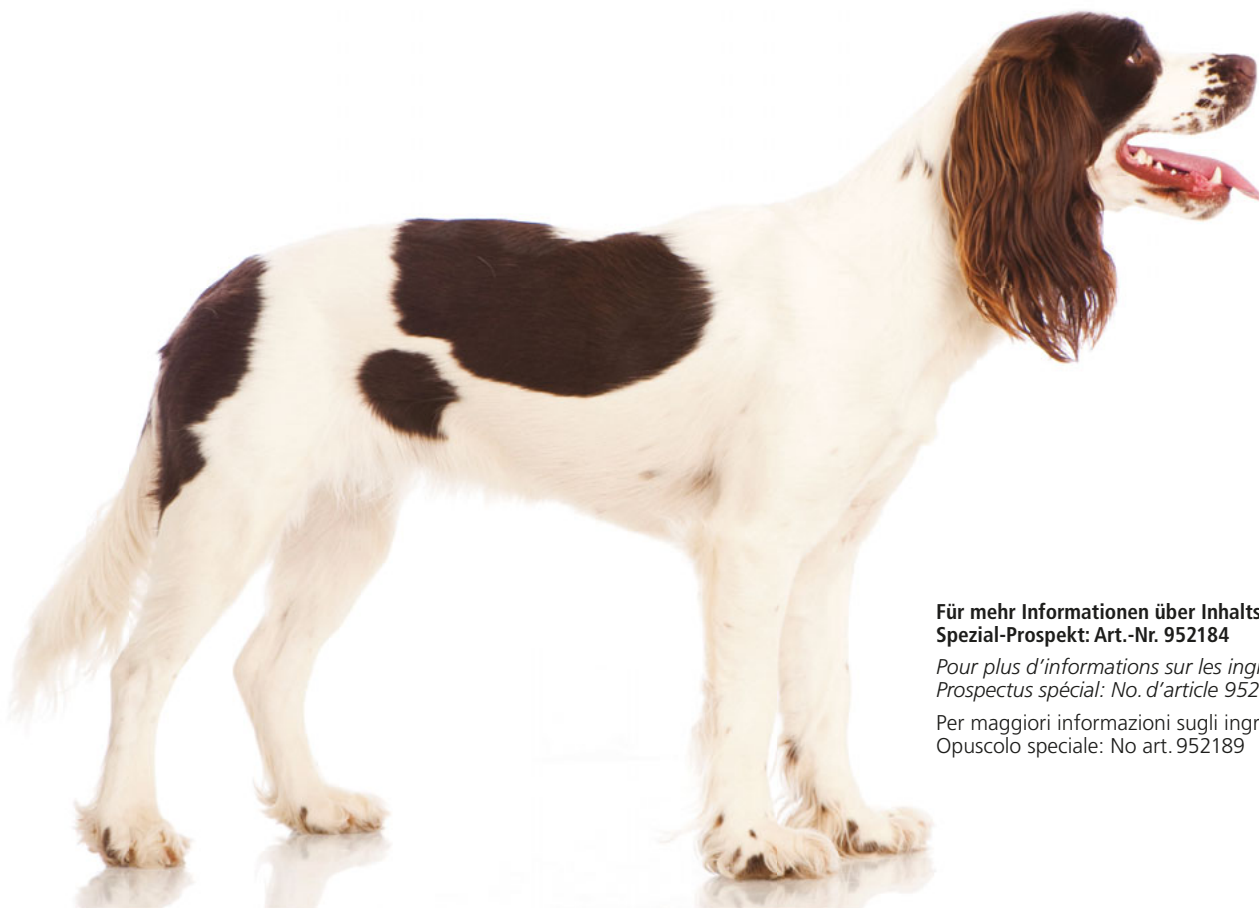 Für mehr Informationen über
Spezial-Prospekt: Art.-Nr. 952184
Pour plus d’informations sur les
Prospectus spécial: No. d’article
Per maggiori informazioni sugli
Opuscolo speciale: No art. 952189